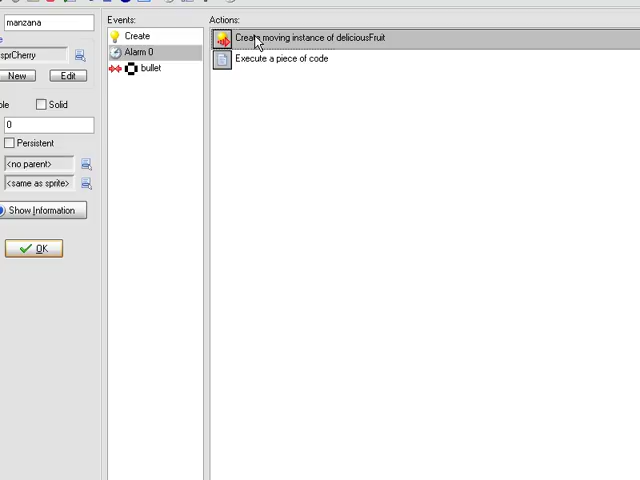 manzana
Events:
Actions:
Create
Create moving instance of deliciousFruit
sprCherry
Alarm 0
Execute a piece of code
bullet
New
Edit
ble
Solid
0
Persistent
<no parent>
<same as sprite>
Show Information
OK